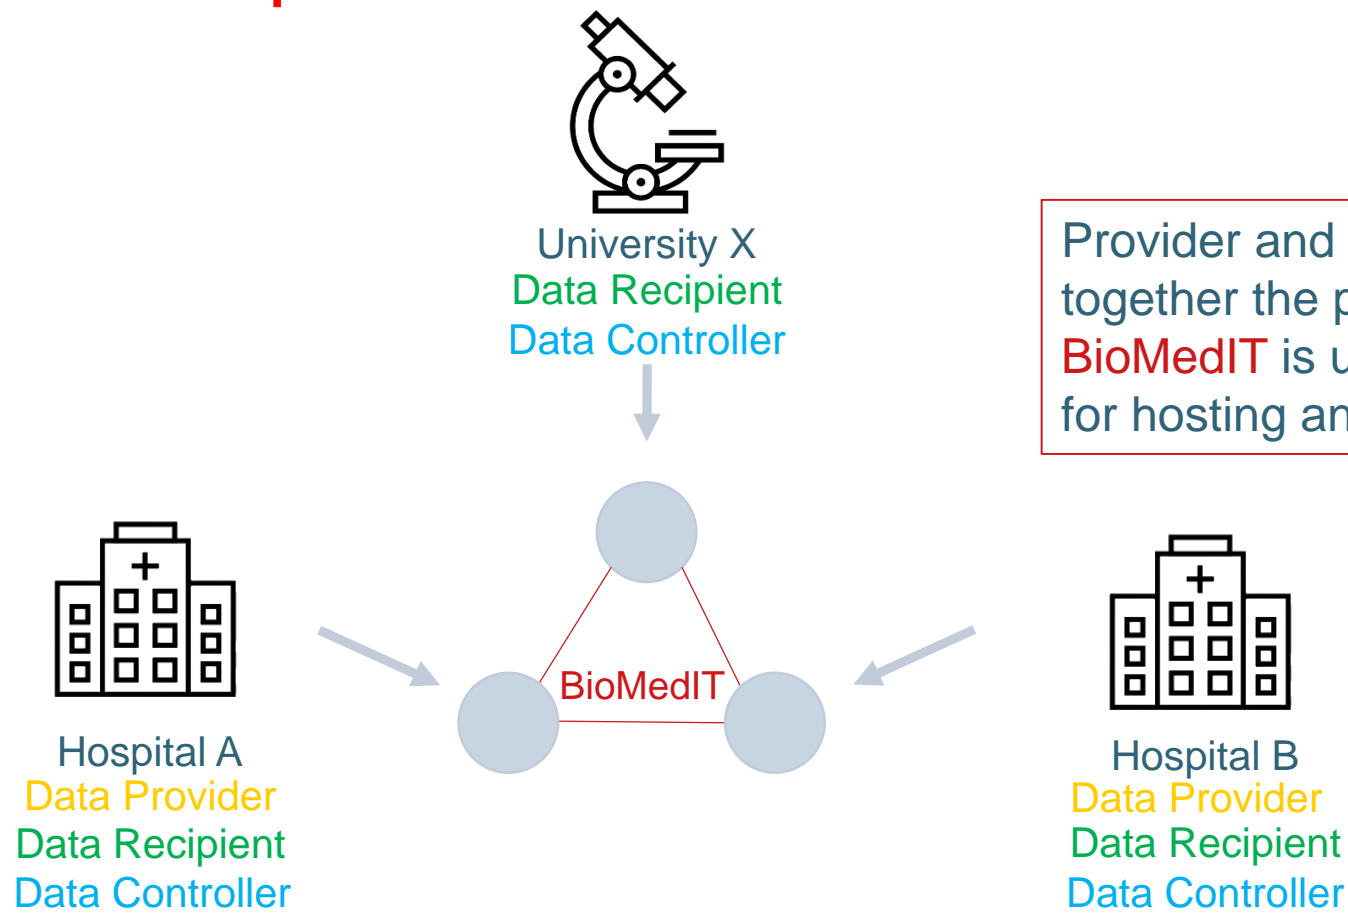 University X
Data Recipient
Data Controller
Provider and
together the
BioMedIT is
for hosting
BioMedIT
Hospital A
Data Provider
Data Recipient
Data Controller
Hospital B
Data Provider
Data Recipient
Data Controller